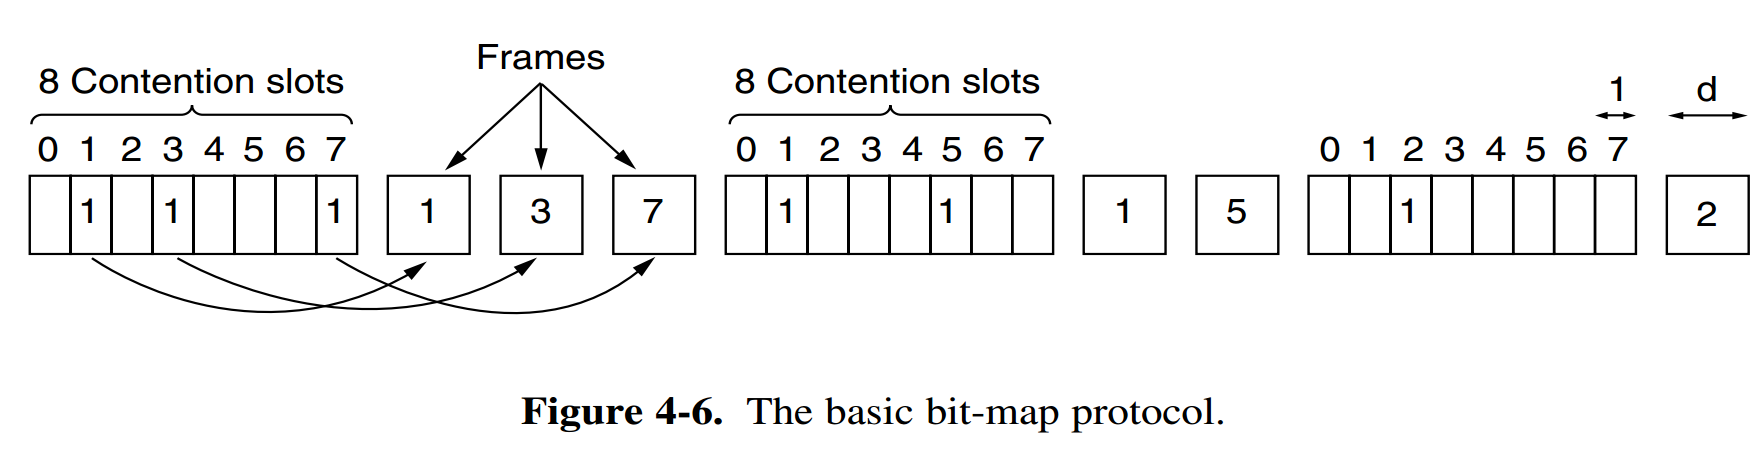 Frames
8 Contention slots
8 Contention slots
1
d
0 1 2 3 4 5 6 7
0 1 2 3 4 5 6 7
0 1 2 3 4 5 6 7
1 1 1
1
3
7
1 1
1
5
1
2
Figure 4-6. The basic bit-map protocol.